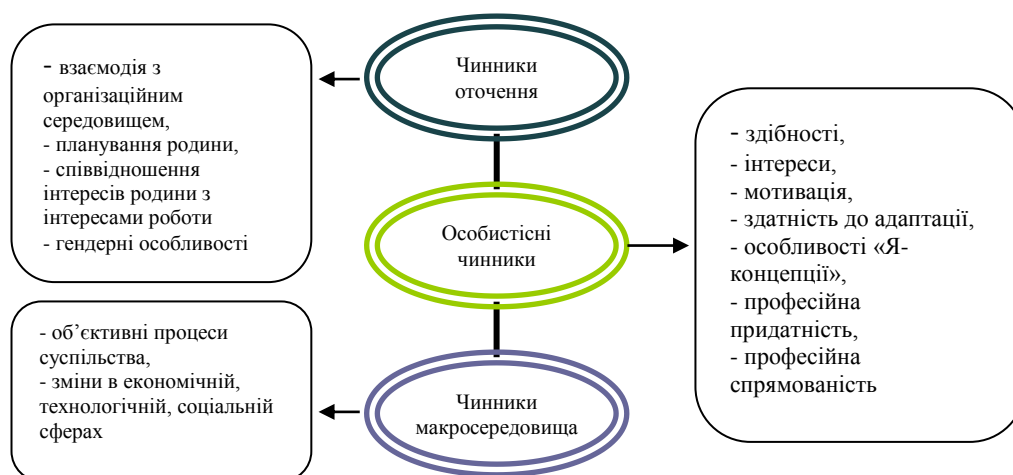 - взаємодія з
організаційним
середовищем,
- планування родини,
- співвідношення
інтересів родини з
інтересами роботи
- гендерні особливості
Чинники
оточення
Особистісні
чинники
- здібності,
- інтереси,
- мотивація,
- здатність до адаптації,
- особливості «Я-
концепції»,
- професійна
придатність,
- професійна
спрямованість
- об’єктивні процеси
суспільства,
- зміни в економічній,
технологічній, соціальній
сферах
Чинники
макросередовища